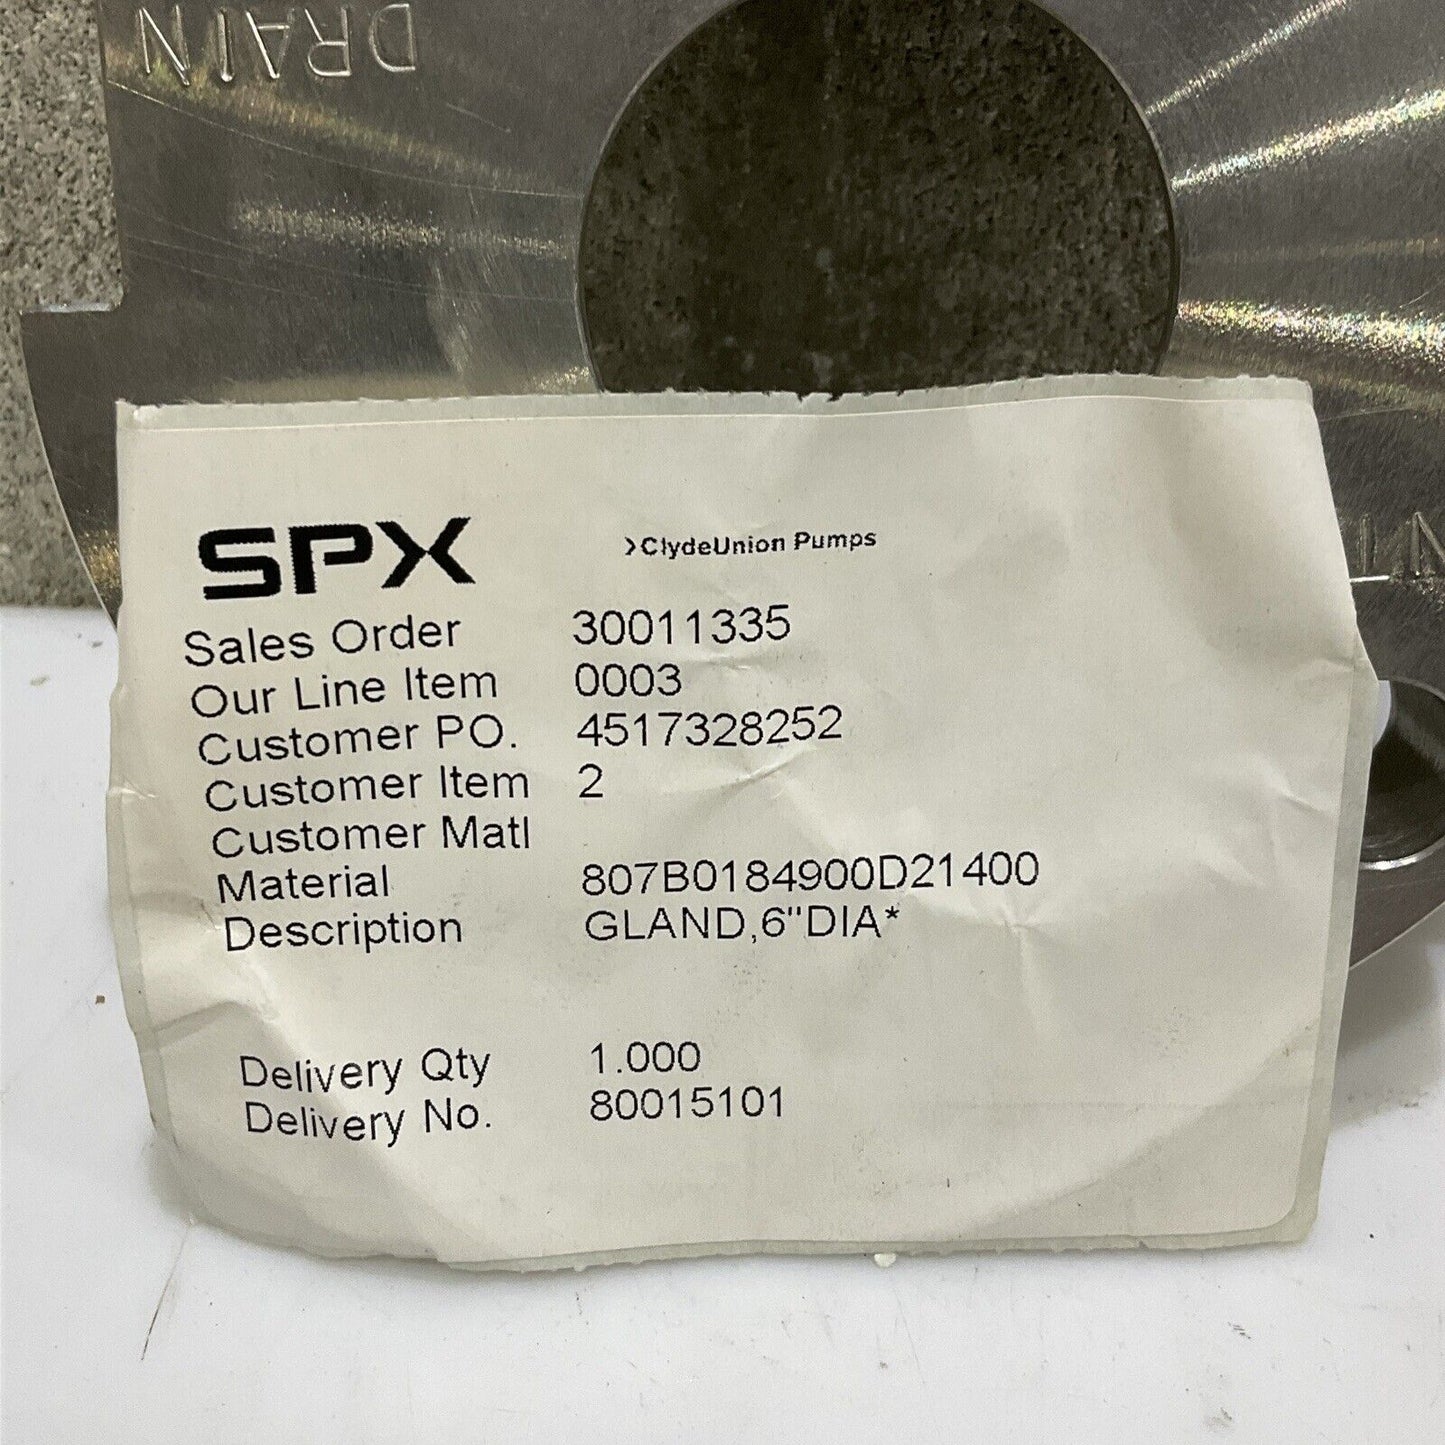 DRAIN
SPX >ClydeUnion Pumps
Sales Order 30011335
Our Line Item 0003
Customer PO. 4517328252
Customer Item 2
Customer Matl
Material 807B0184900D21400
Description GLAND,6"DIA*
Delivery Qty 1.000
Delivery No. 80015101